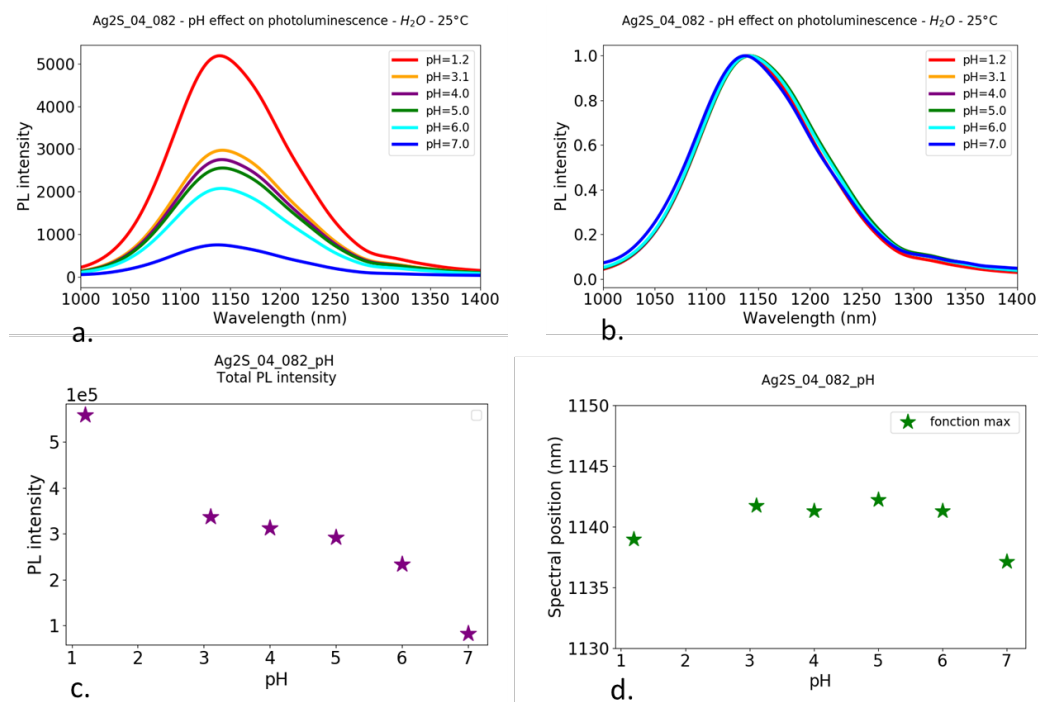 Ag2S_04_082 - pH effect on photoluminescence - H2O - 25°C
PL intensity
5000
4000
3000
2000
1000
0
pH=1.2
pH=3.1
pH=4.0
pH=5.0
pH=6.0
pH=7.0
1000 1050 1100 1150 1200 1250 1300 1350 1400
Wavelength (nm)
a.
Ag2S_04_082 - pH effect on photoluminescence - H2O - 25°C
PL intensity
1.0
0.8
0.6
0.4
0.2
0.0
pH=1.2
pH=3.1
pH=4.0
pH=5.0
pH=6.0
pH=7.0
1000 1050 1100 1150 1200 1250 1300 1350 1400
Wavelength (nm)
b.
Ag2S_04_082_pH
Total PL intensity
1e5
PL intensity
5
4
3
2
1
1 2 3 4 5 6 7
pH
c.
Ag2S_04_082_pH
Spectral position (nm)
1150
1145
1140
1135
1130
fonction max
1 2 3 4 5 6 7
pH
d.